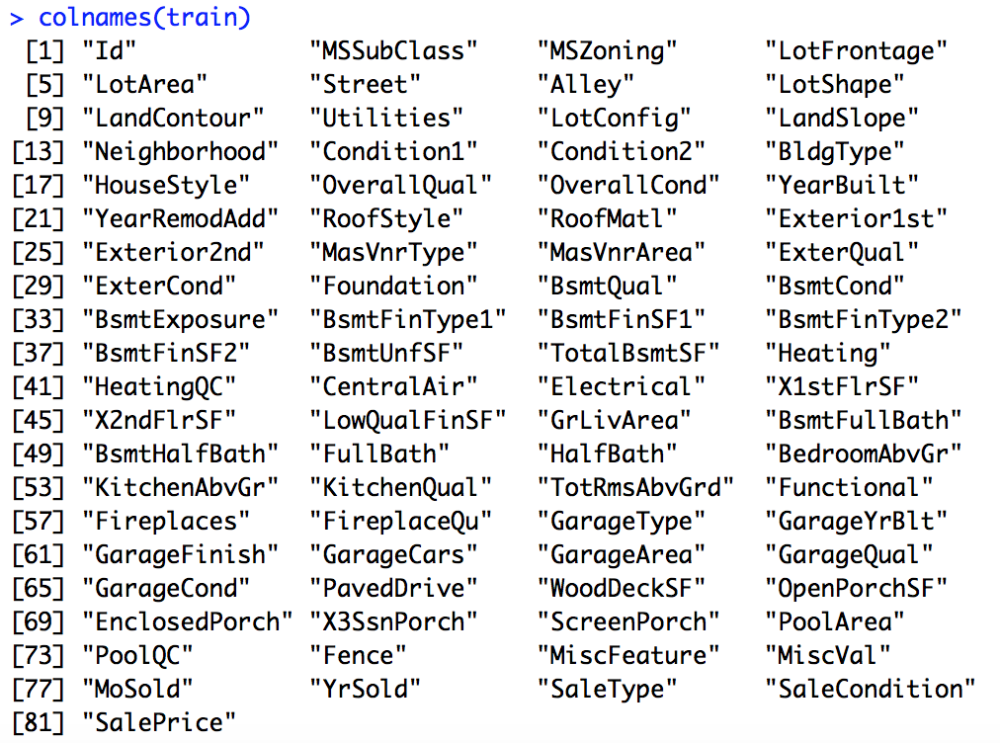 > colnames(train)
[1] "Id" "MSSubClass" "MSZoning" "LotFrontage"
[5] "LotArea" "Street" "Alley" "LotShape"
[9] "LandContour" "Utilities" "LotConfig" "LandSlope"
[13] "Neighborhood" "Condition1" "Condition2" "BldgType"
[17] "HouseStyle" "OverallQual" "OverallCond" "YearBuilt"
[21] "YearRemodAdd" "RoofStyle" "RoofMatl" "Exterior1st"
[25] "Exterior2nd" "MasVnrType" "MasVnrArea" "ExterQual"
[29] "ExterCond" "Foundation" "BsmtQual" "BsmtCond"
[33] "BsmtExposure" "BsmtFinType1" "BsmtFinSF1" "BsmtFinType2"
[37] "BsmtFinSF2" "BsmtUnfSF" "TotalBsmtSF" "Heating"
[41] "HeatingQC" "CentralAir" "Electrical" "X1stFlrSF"
[45] "X2ndFlrSF" "LowQualFinSF" "GrLivArea" "BsmtFullBath"
[49] "BsmtHalfBath" "FullBath" "HalfBath" "BedroomAbvGr"
[53] "KitchenAbvGr" "KitchenQual" "TotRmsAbvGrd" "Functional"
[57] "Fireplaces" "FireplaceQu" "GarageType" "GarageYrBlt"
[61] "GarageFinish" "GarageCars" "GarageArea" "GarageQual"
[65] "GarageCond" "PavedDrive" "WoodDeckSF" "OpenPorchSF"
[69] "EnclosedPorch" "X3SsnPorch" "ScreenPorch" "PoolArea"
[73] "PoolQC" "Fence" "MiscFeature" "MiscVal"
[77] "MoSold" "YrSold" "SaleType" "SaleCondition"
[81] "SalePrice"